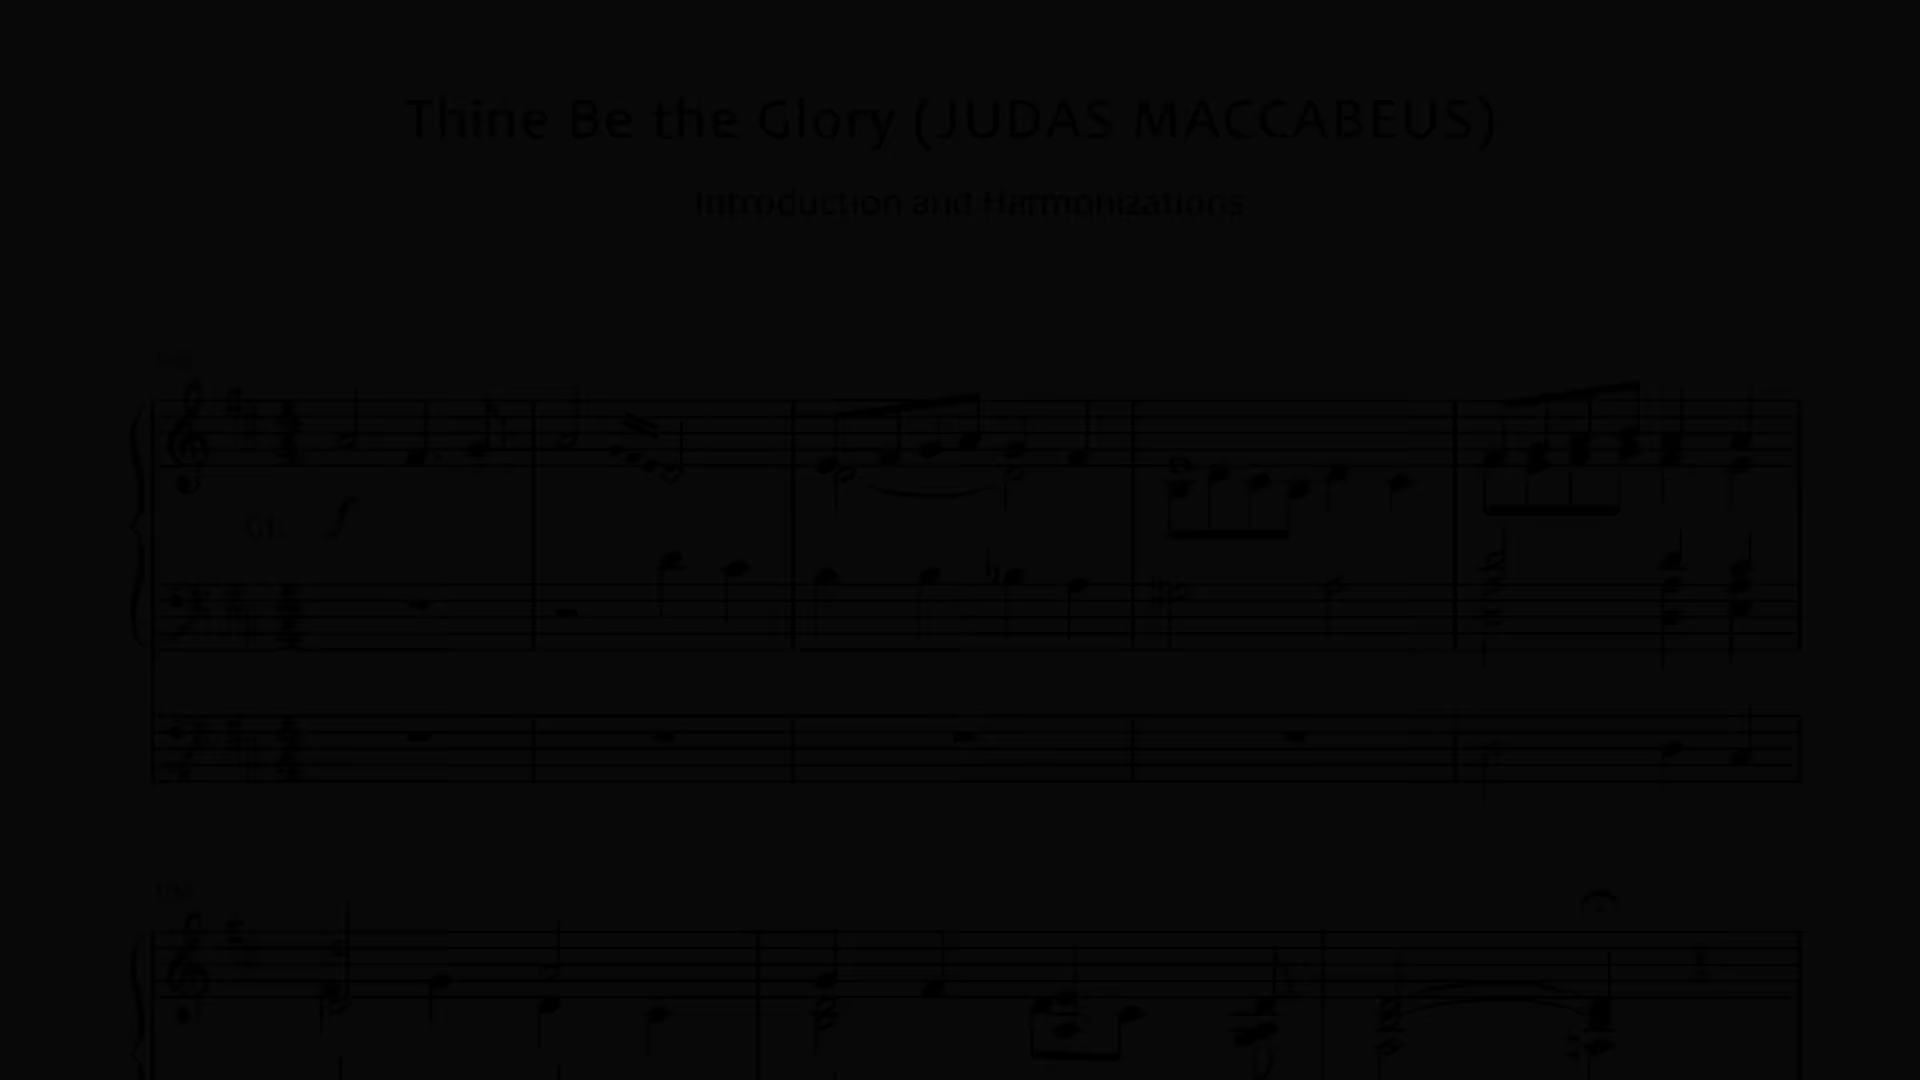 Thine Be the Glory (JUDAS MACCABEUS)
Introduction and Harmonizations